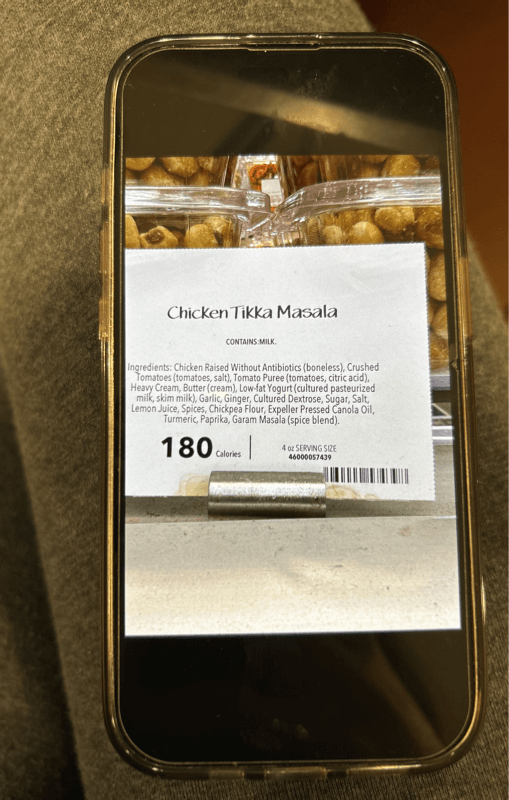 Chicken Tikka Masala
CONTAINS:MILK.
Ingredients: Chicken Raised Without Antibiotics (boneless), Crushed
Tomatoes (tomatoes, salt), Tomato Puree (tomatoes, citric acid),
Heavy Cream, Butter (cream), Low-fat Yogurt (cultured pasteurized
milk, skim milk), Garlic, Ginger, Cultured Dextrose, Sugar, Salt,
Lemon Juice, Spices, Chickpea Flour, Expeller Pressed Canola Oil,
Turmeric, Paprika, Garam Masala (spice blend).
180 Calories
4 oz SERVING SIZE
46000057439